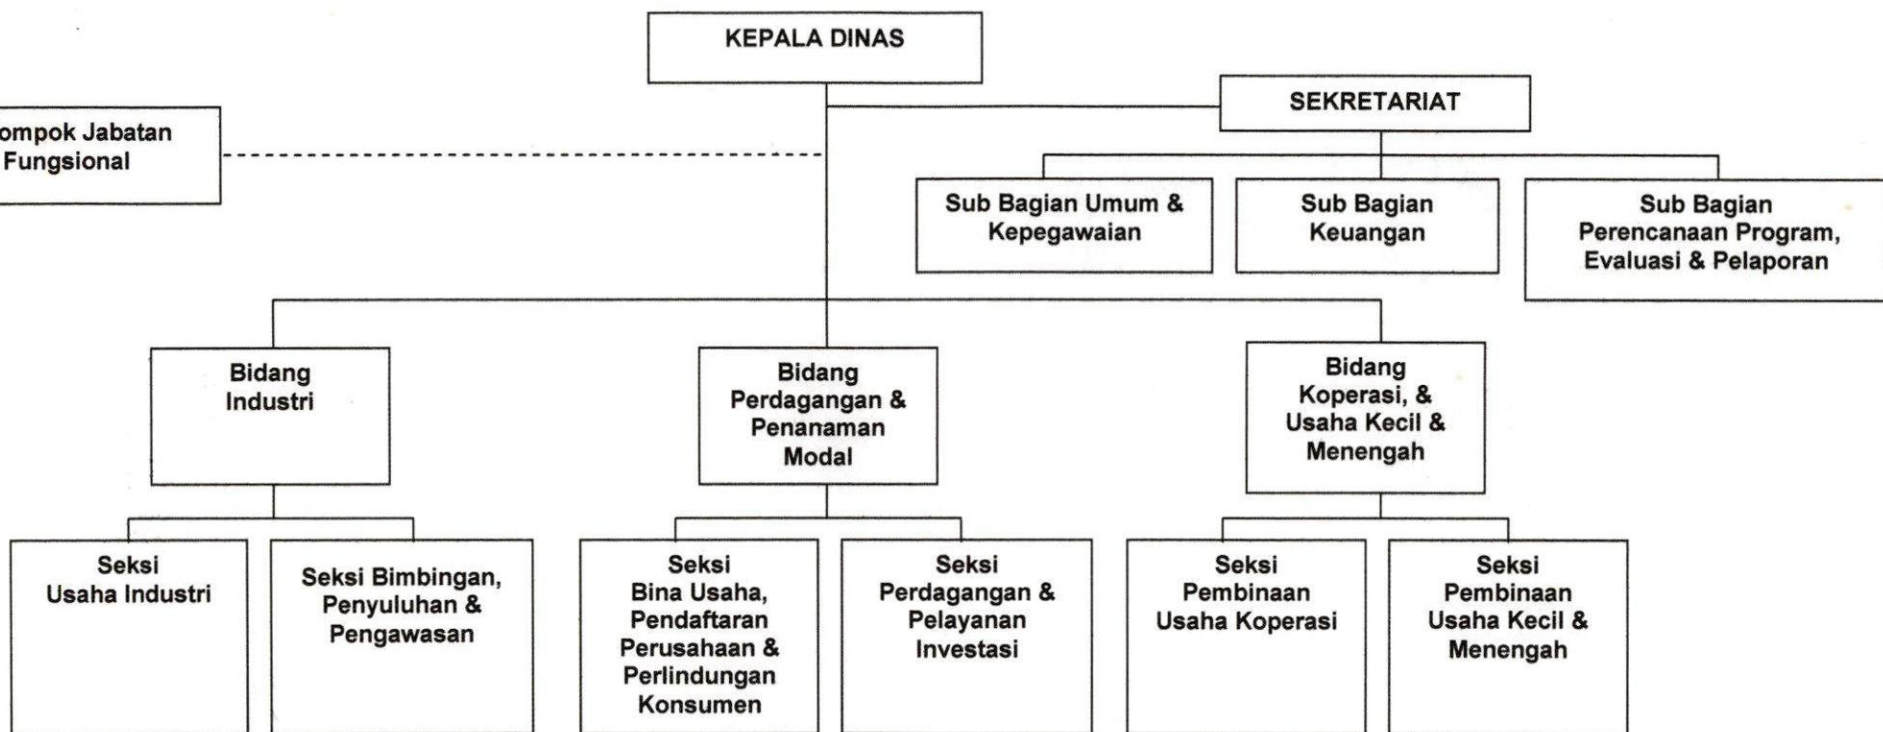 KEPALA DINAS
SEKRETARIAT
Jabatan
Fungsional
Sub Bagian Umum &
Kepegawaian
Sub Bagian
Keuangan
Sub Bagian
Perencanaan Program,
Evaluasi & Pelaporan
Bidang
Industri
Bidang
Perdagangan &
Penanaman
Modal
Bidang
Koperasi, &
Usaha Kecil &
Menengah
Seksi
Usaha Industri
Seksi Bimbingan,
Penyuluhan &
Pengawasan
Seksi
Bina Usaha,
Pendaftaran
Perusahaan &
Perlindungan
Konsumen
Seksi
Perdagangan &
Pelayanan
Investasi
Seksi
Pembinaan
Usaha Koperasi
Seksi
Pembinaan
Usaha Kecil &
Menengah